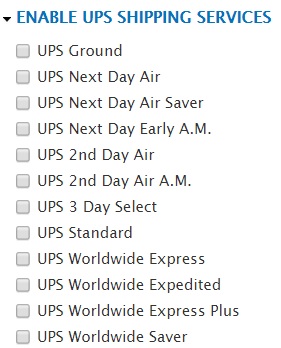 ENABLE UPS SHIPPING SERVICES
UPS Ground
UPS Next Day Air
UPS Next Day Air Saver
UPS Next Day Early A.M.
UPS 2nd Day Air
UPS 2nd Day Air A.M.
UPS 3 Day Select
UPS Standard
UPS Worldwide Express
UPS Worldwide Expedited
UPS Worldwide Express Plus
UPS Worldwide Saver